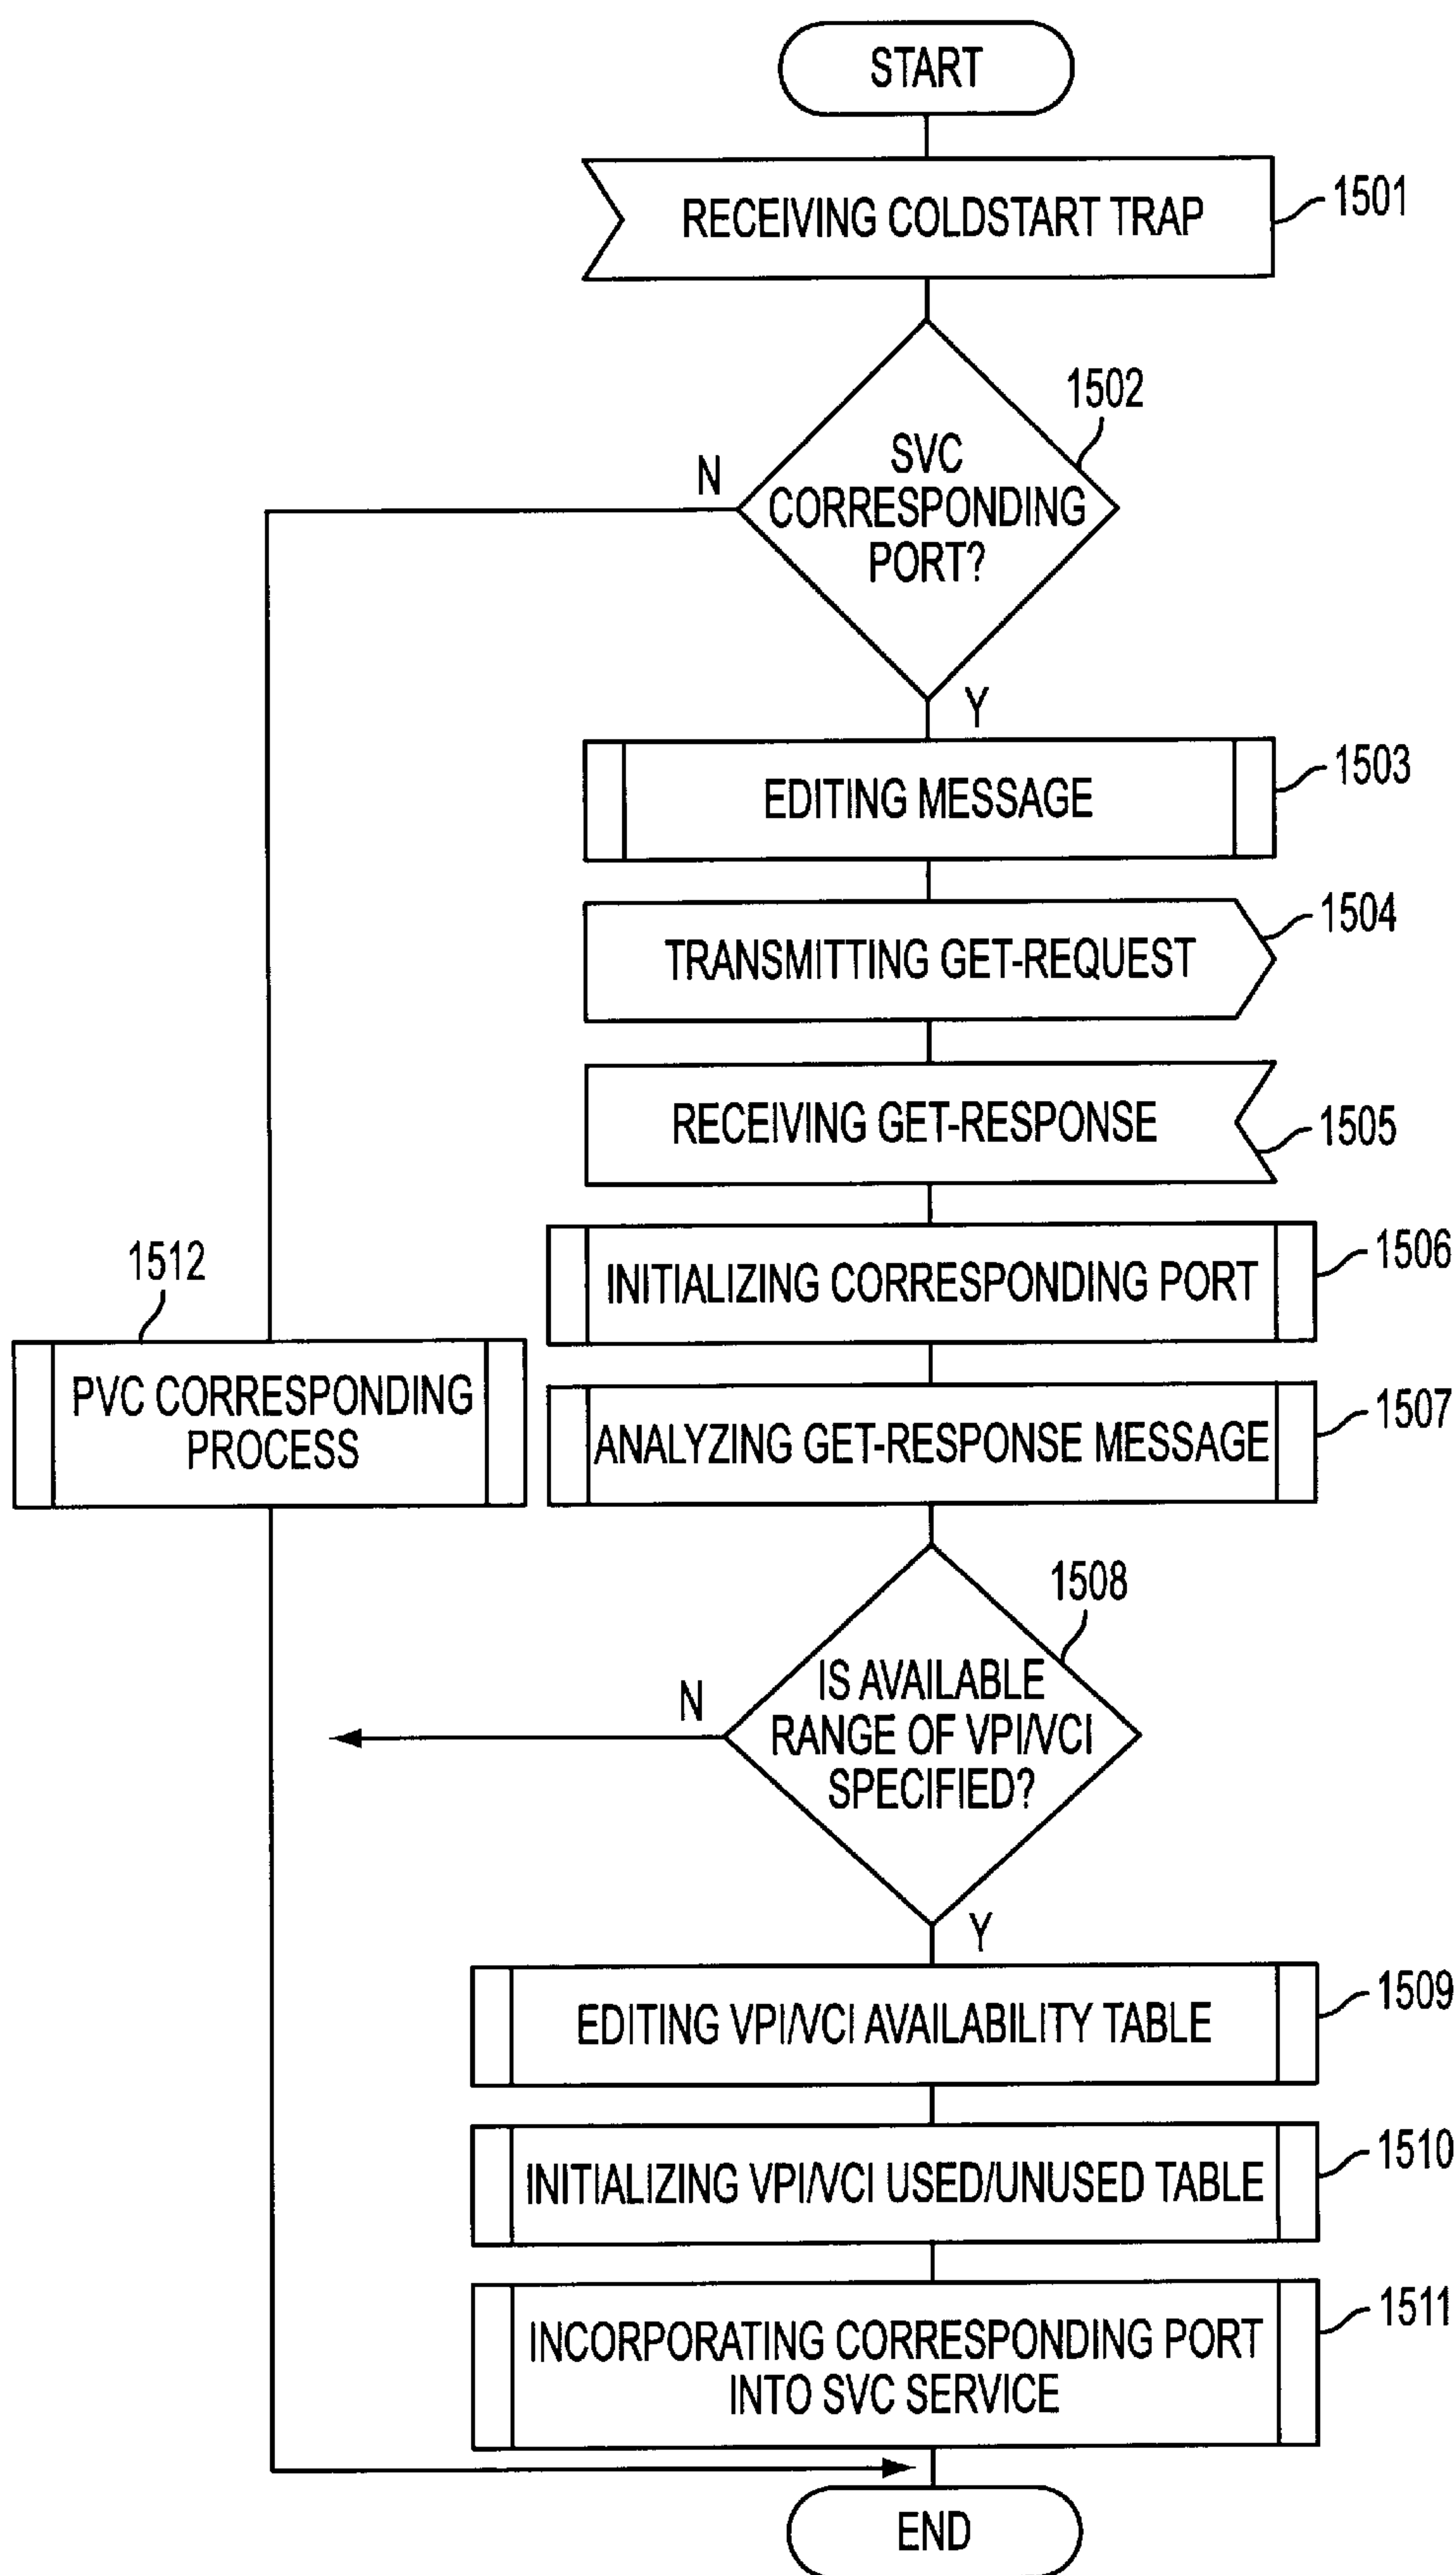 START
RECEIVING COLDSTART TRAP
1501
1502
SVC
CORRESPONDING
PORT?
N
Y
EDITING MESSAGE
1503
TRANSMITTING GET-REQUEST
1504
RECEIVING GET-RESPONSE
1505
INITIALIZING CORRESPONDING PORT
1506
1512
PVC CORRESPONDING
PROCESS
ANALYZING GET-RESPONSE MESSAGE
1507
1508
IS AVAILABLE
RANGE OF VPI/VCI
SPECIFIED?
N
Y
EDITING VPI/VCI AVAILABILITY TABLE
1509
INITIALIZING VPI/VCI USED/UNUSED TABLE
1510
INCORPORATING CORRESPONDING PORT
INTO SVC SERVICE
1511
END